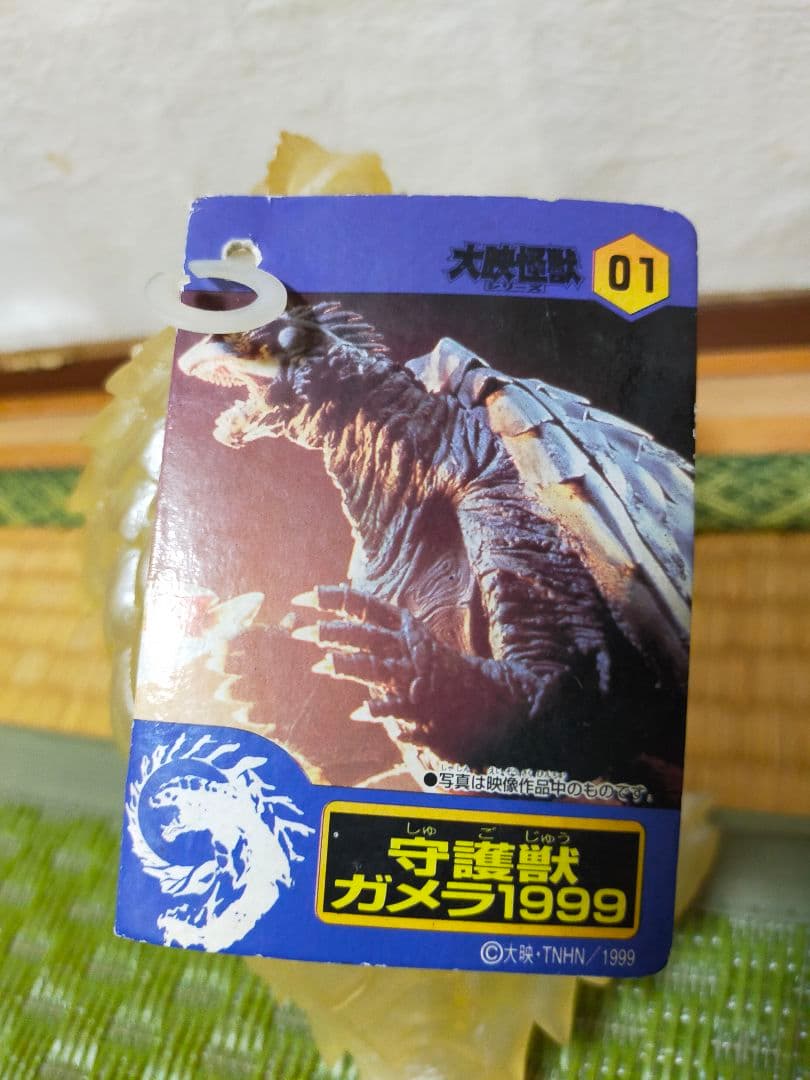 大映怪獣
シリーズ
01
●写真は映像作品中のものです。
しゅ ご じゅう
守護獣
ガメラ1999
©大映・TNHN／1999